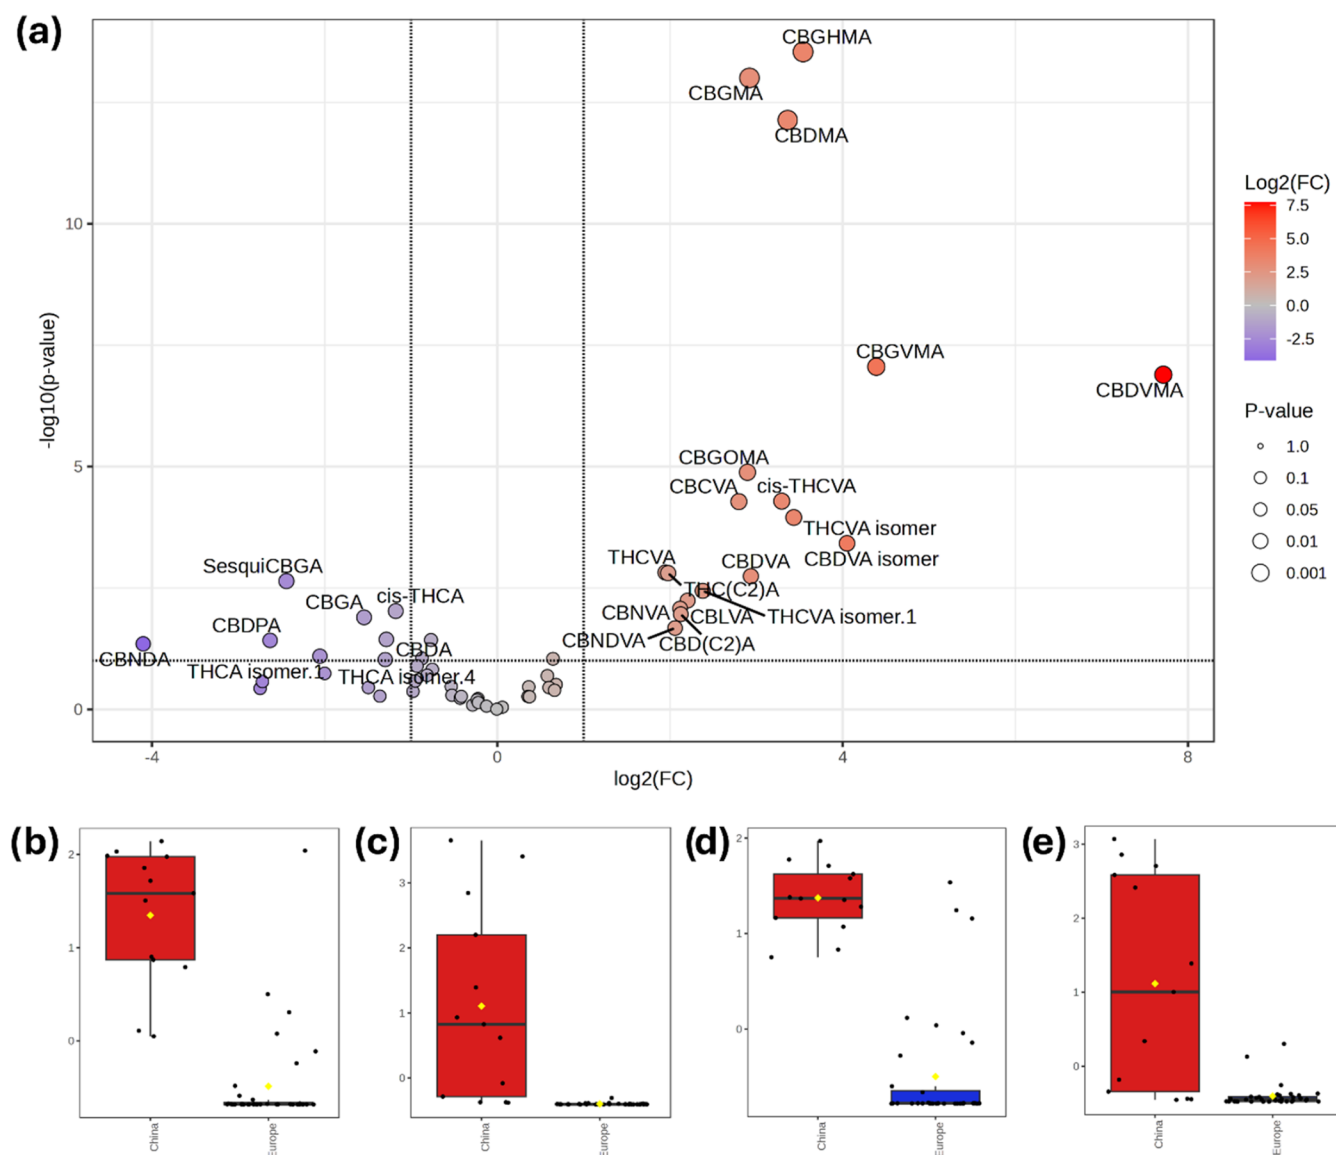 (a)
CBGHMA
CBGMA
CBDMA
10
CBGVMA
CBDVMA
CBGOMA
5
CBCVA
cis-THCVA
THCVA isomer
CBDVA isomer
THCVA
CBDVA
SesquiCBGA
THC(C2)A
CBGA
cis-THCA
CBNVA
CBLVA
THCVA isomer.1
CBDPA
CBNDVA
CBD(C2)A
CBDA
CBNDA
THCA isomer.1
THCA isomer.4
0
-log10(p-value)
-4
0
4
8
log2(FC)
Log2(FC)
7.5
5.0
2.5
0.0
-2.5
P-value
1.0
0.1
0.05
0.01
0.001
(b)
2
1
0
China
Europe
(c)
3
2
1
0
China
Europe
(d)
2
1
0
China
Europe
(e)
3
2
1
0
China
Europe